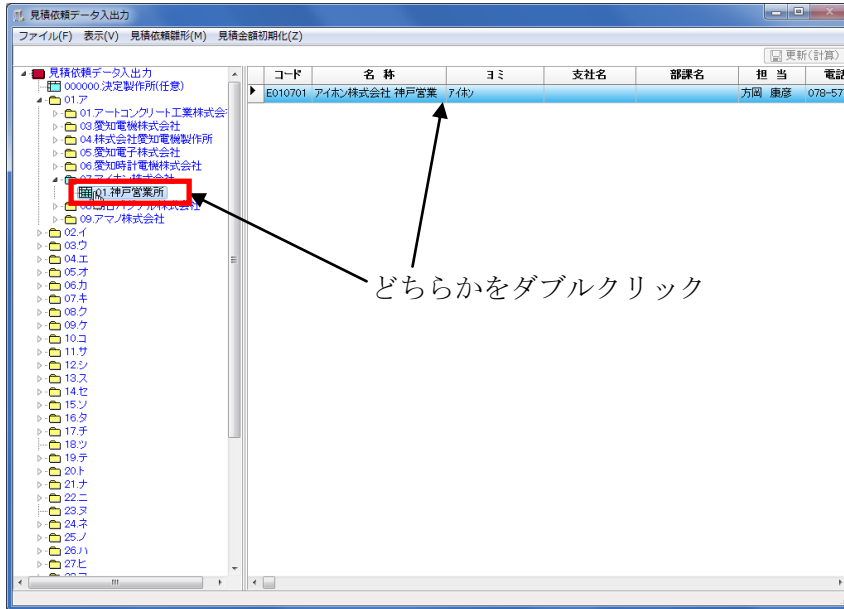 見積依頼データ入出力
ファイル(F) 表示(V) 見積依頼雛形(M) 見積金額初期化(Z)
更新(計算)
見積依頼データ入出力
000000.決定製作所(任意)
01.ア
01.アートコンクリート工業株式会
03.愛知電機株式会社
04.株式会社愛知電機製作所
05.愛知電子株式会社
06.愛知時計電機株式会社
07.アイホン株式会社
01.神戸営業所
09.アマノ株式会社
02.イ
03.ウ
04.エ
05.オ
06.カ
07.キ
08.ク
09.ケ
10.コ
11.サ
12.シ
13.ス
14.セ
15.ソ
16.タ
17.チ
18.ツ
19.テ
20.ト
21.ナ
22.ニ
23.ヌ
24.ネ
25.ノ
26.ハ
27.ヒ
コード 名 称 ヨ ミ 支社名 部課名 担 当 電話
E010701 アイホン株式会社 神戸営業 アイホン 方岡 康彦 078-57
どちらかをダブルクリック